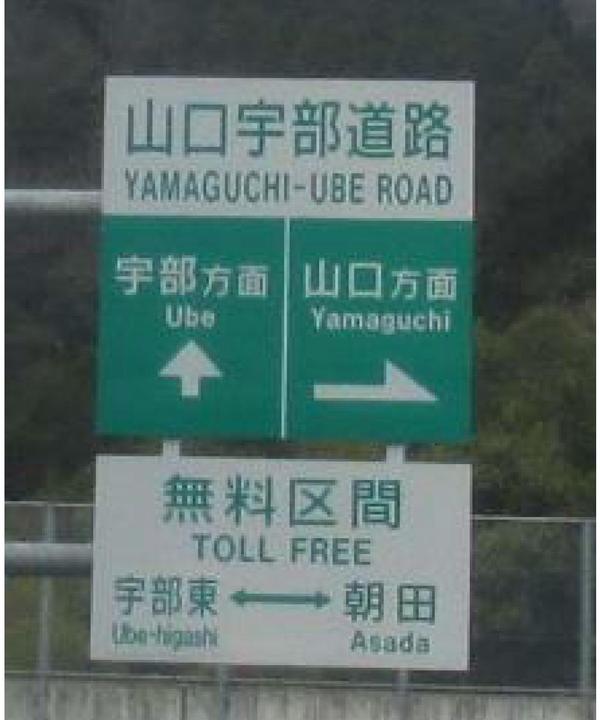 山口宇部道路
YAMAGUCHI-UBE ROAD
宇部方面
Ube
山口方面
Yamaguchi
無料区間
TOLL FREE
宇部東 ↔ 朝田
Ube-higashi Asada